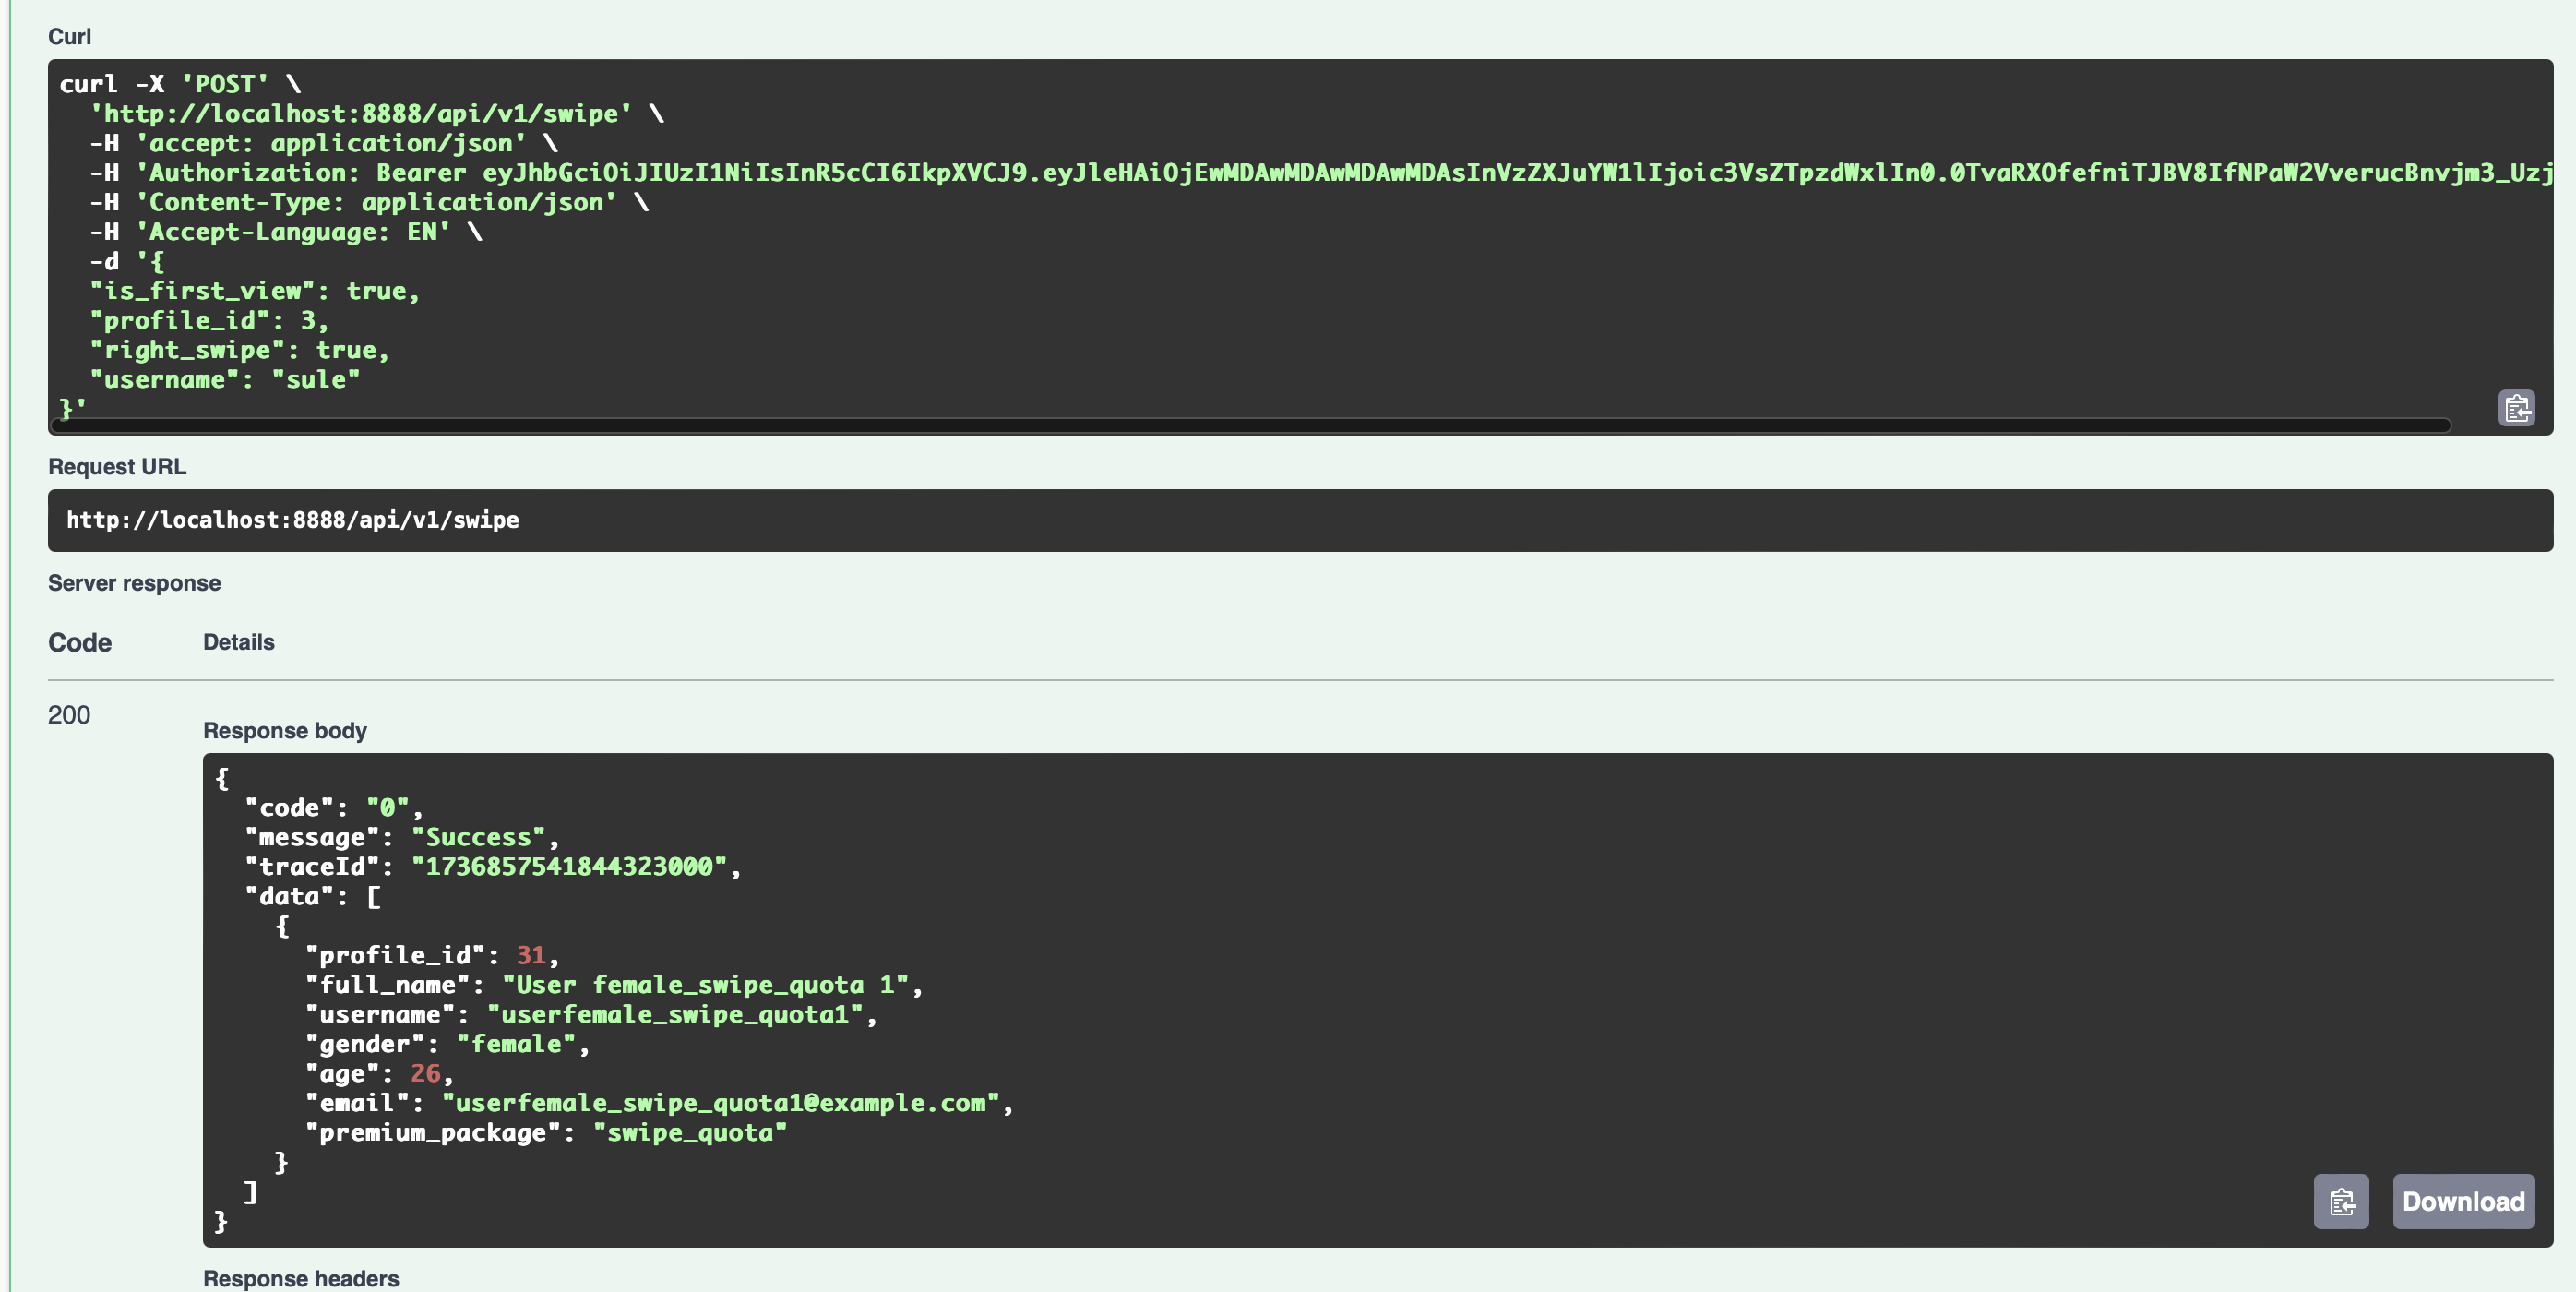 Curl
curl -X 'POST' \
'http://localhost:8888/api/v1/swipe' \
-H 'accept: application/json' \
-H 'Authorization: Bearer eyJhbGciOiJIUzI1NiIsInR5cCI6IkpXVCJ9.eyJleHAiOjEwMDAwMDAwMDAwMDAsInVzZXJuYW1lIjoic3VsZTpzdWxlIn0.0TvaRXOfefniTJBV8IfNPaW2VverucBnvjm3_Uzj
-H 'Content-Type: application/json' \
-H 'Accept-Language: EN' \
-d '{
"is_first_view": true,
"profile_id": 3,
"right_swipe": true,
"username": "sule"
}'
Request URL
http://localhost:8888/api/v1/swipe
Server response
Code Details
200
Response body
{
"code": "0",
"message": "Success",
"traceId": "1736857541844323000",
"data": [
{
"profile_id": 31,
"full_name": "User female_swipe_quota 1",
"username": "userfemale_swipe_quota1",
"gender": "female",
"age": 26,
"email": "userfemale_swipe_quota1@example.com",
"premium_package": "swipe_quota"
}
]
}
Download
Response headers